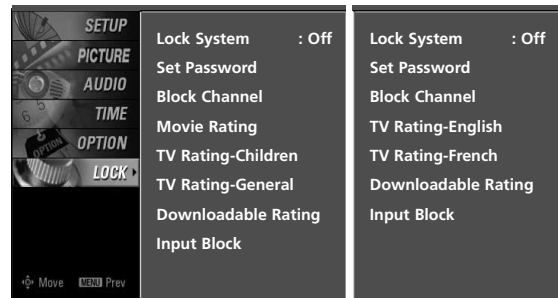 SETUP
PICTURE
AUDIO
TIME
OPTION
LOCK
Move MENU Prev
Lock System : Off
Set Password
Block Channel
Movie Rating
TV Rating-Children
TV Rating-General
Downloadable Rating
Input Block
Lock System : Off
Set Password
Block Channel
TV Rating-English
TV Rating-French
Downloadable Rating
Input Block